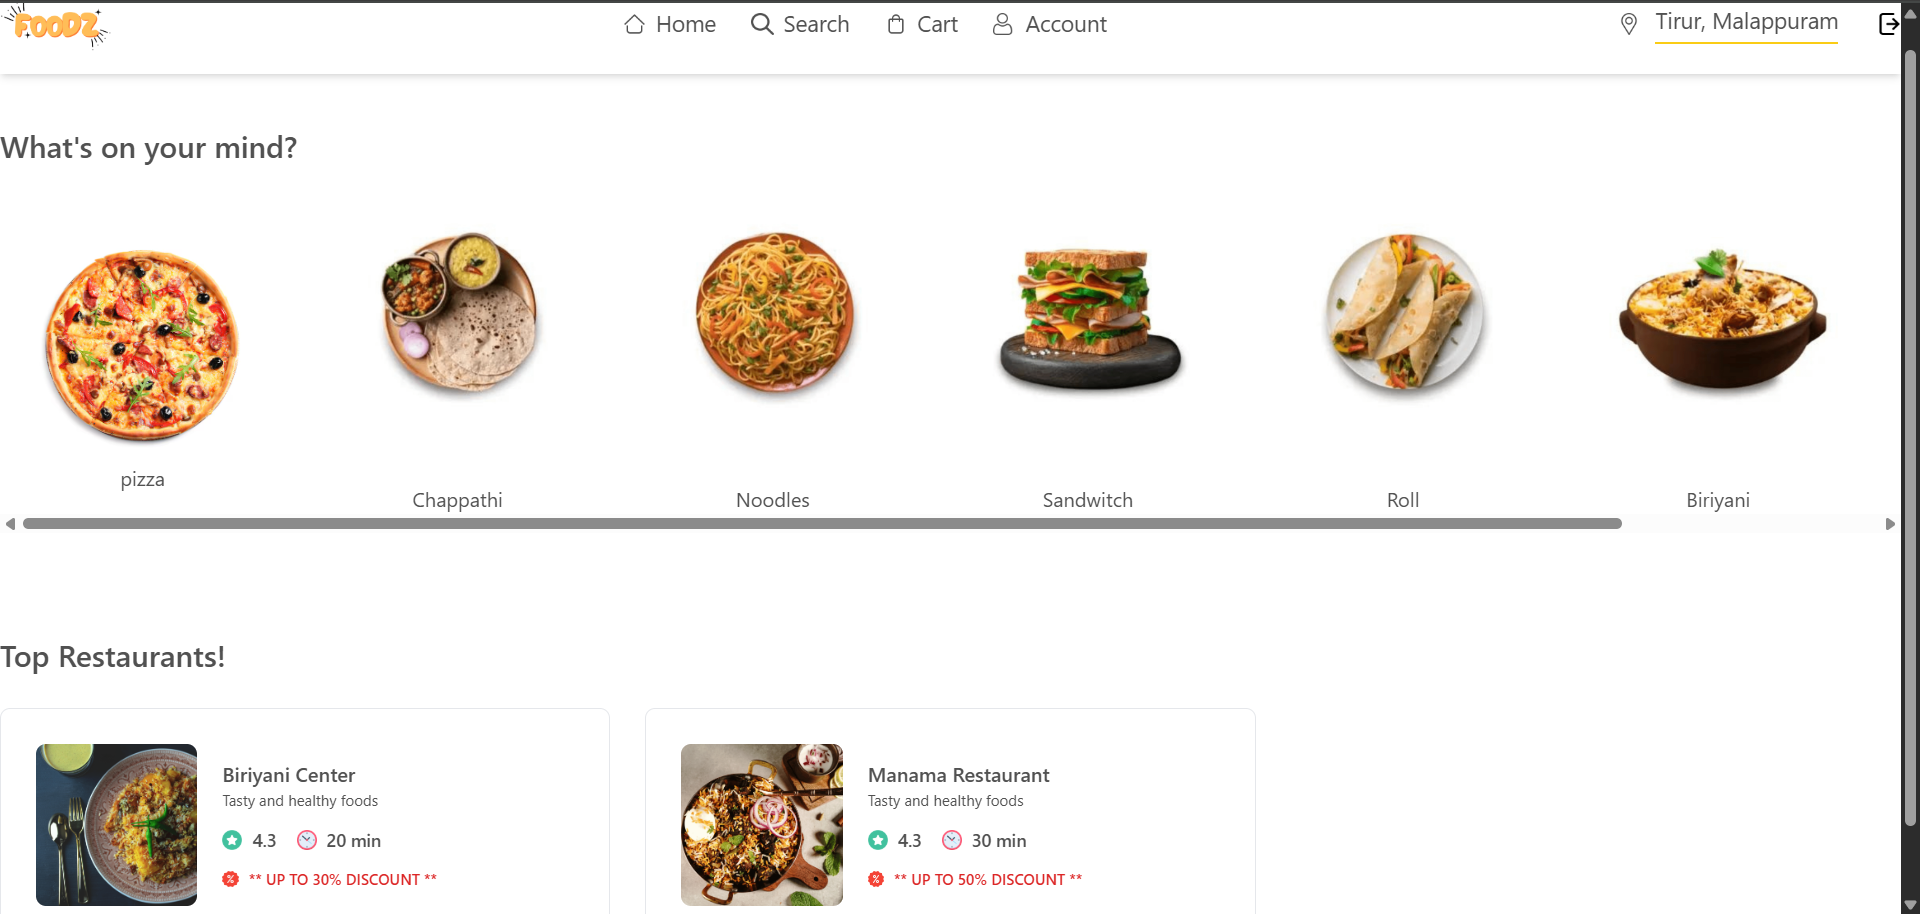 FOODZ
Home Search Cart Account
Tirur, Malappuram
What's on your mind?
pizza
Chappathi
Noodles
Sandwitch
Roll
Biriyani
Top Restaurants!
Biriyani Center
Tasty and healthy foods
4.3 20 min
** UP TO 30% DISCOUNT **
Manama Restaurant
Tasty and healthy foods
4.3 30 min
** UP TO 50% DISCOUNT **